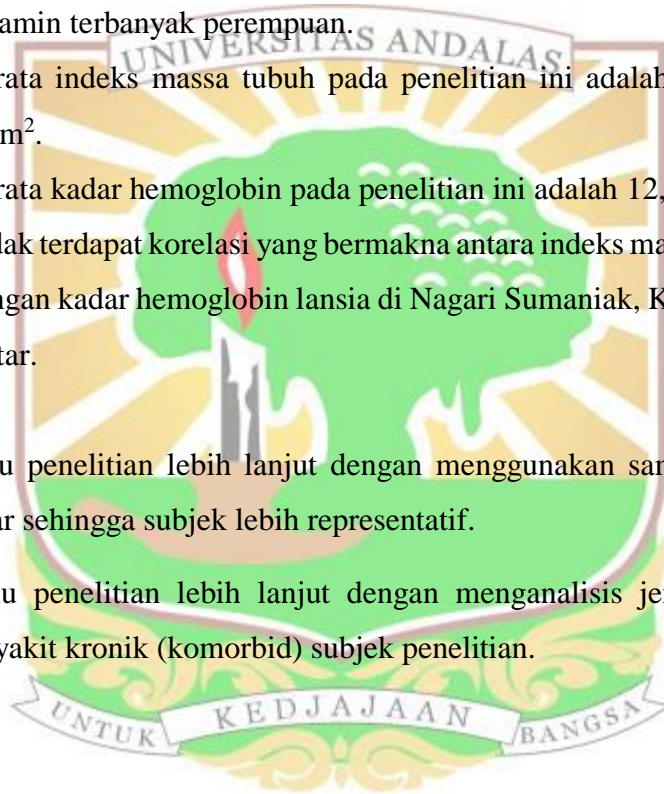 amin terbanyak perempuan.
UNIVERSITAS ANDALAS
rata indeks massa tubuh pada penelitian ini adalah
m².
rata kadar hemoglobin pada penelitian ini adalah 12,
dak terdapat korelasi yang bermakna antara indeks ma
ngan kadar hemoglobin lansia di Nagari Sumaniak, K
tar.
u penelitian lebih lanjut dengan menggunakan san
ar sehingga subjek lebih representatif.
u penelitian lebih lanjut dengan menganalisis je
yakit kronik (komorbid) subjek penelitian.
UNTUK KEDJAJAAN BANGSA